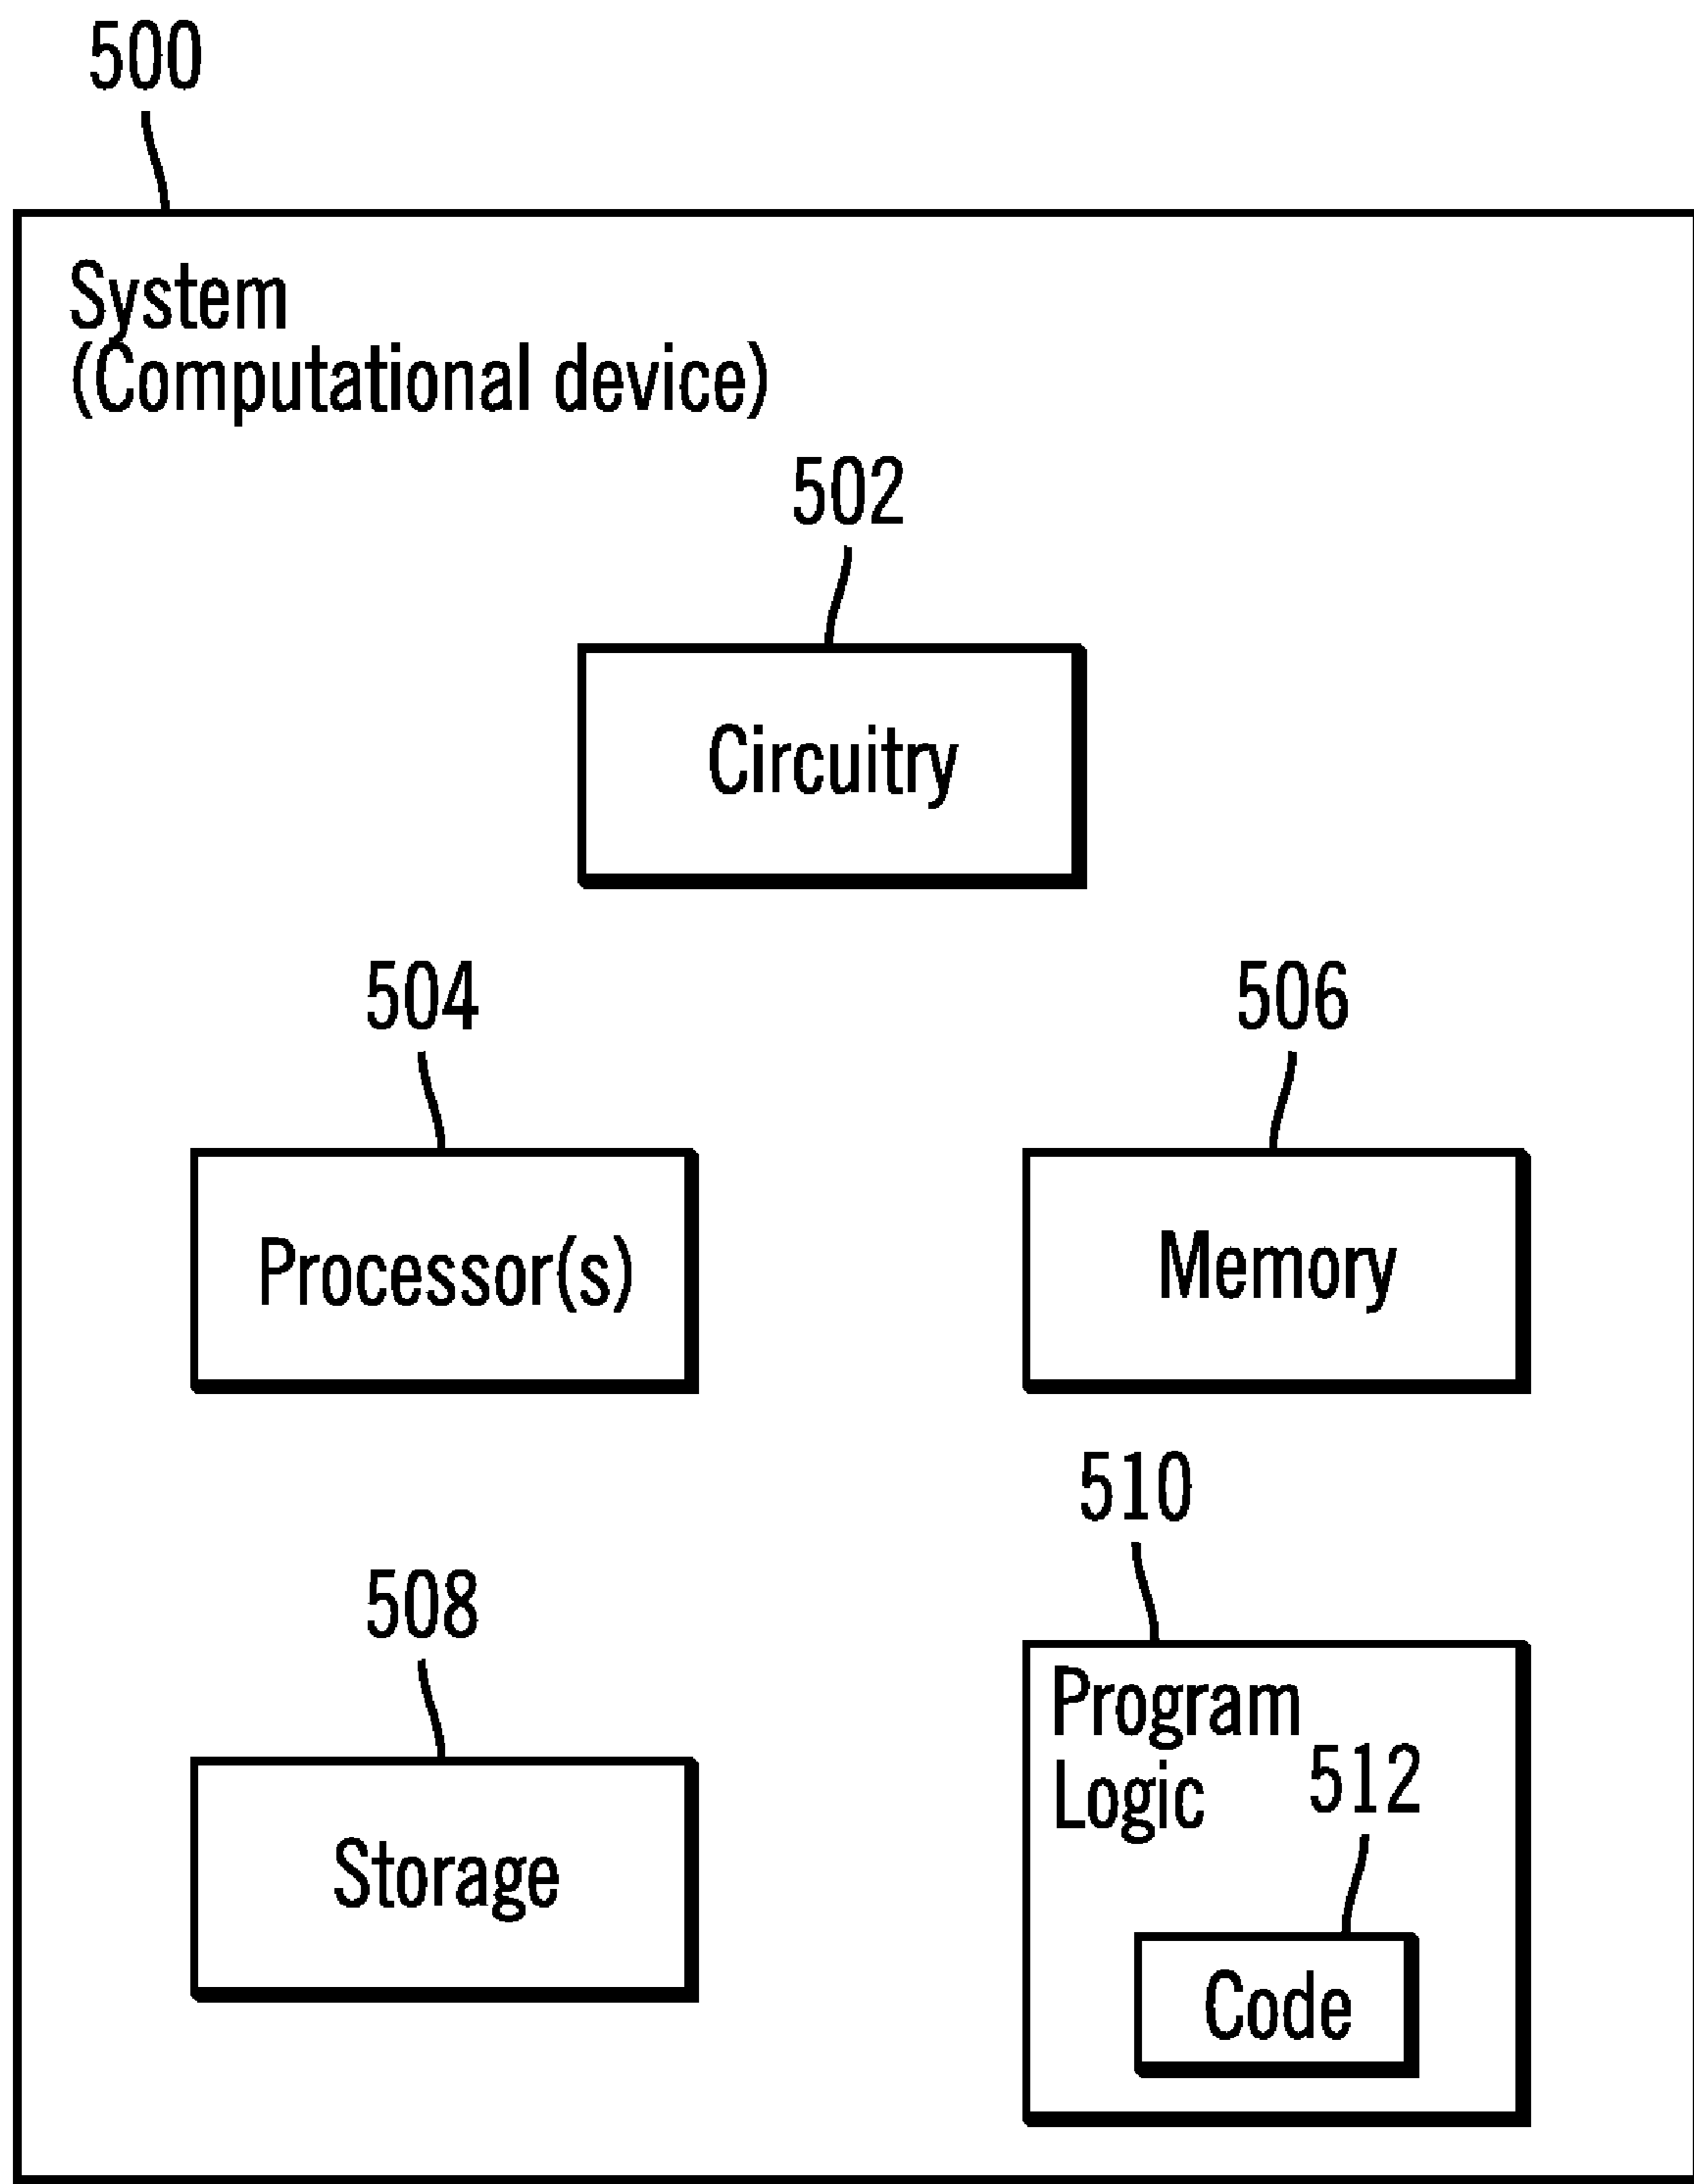 500
System
(Computational device)
502
Circuitry
504
506
Processor(s)
Memory
510
508
Program
Logic
512
Storage
Code